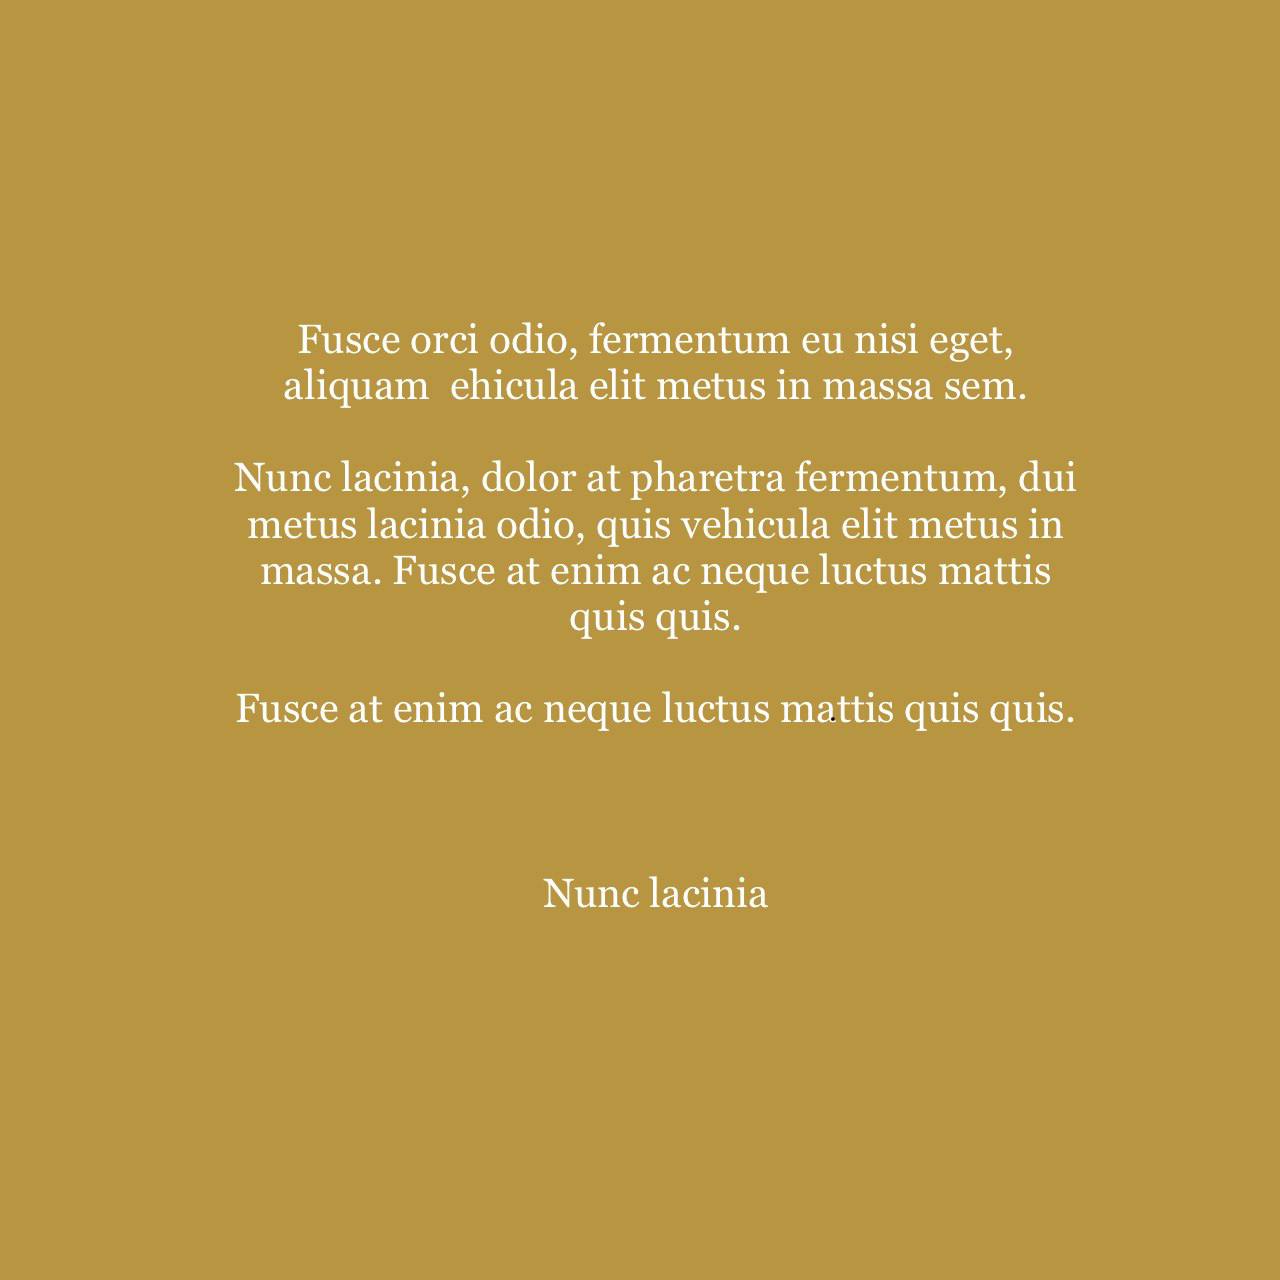 Fusce orci odio, fermentum eu nisi eget,
aliquam  ehicula elit metus in massa sem.
Nunc lacinia, dolor at pharetra fermentum, dui
metus lacinia odio, quis vehicula elit metus in
massa. Fusce at enim ac neque luctus mattis
quis quis.
Fusce at enim ac neque luctus mattis quis quis.
Nunc lacinia